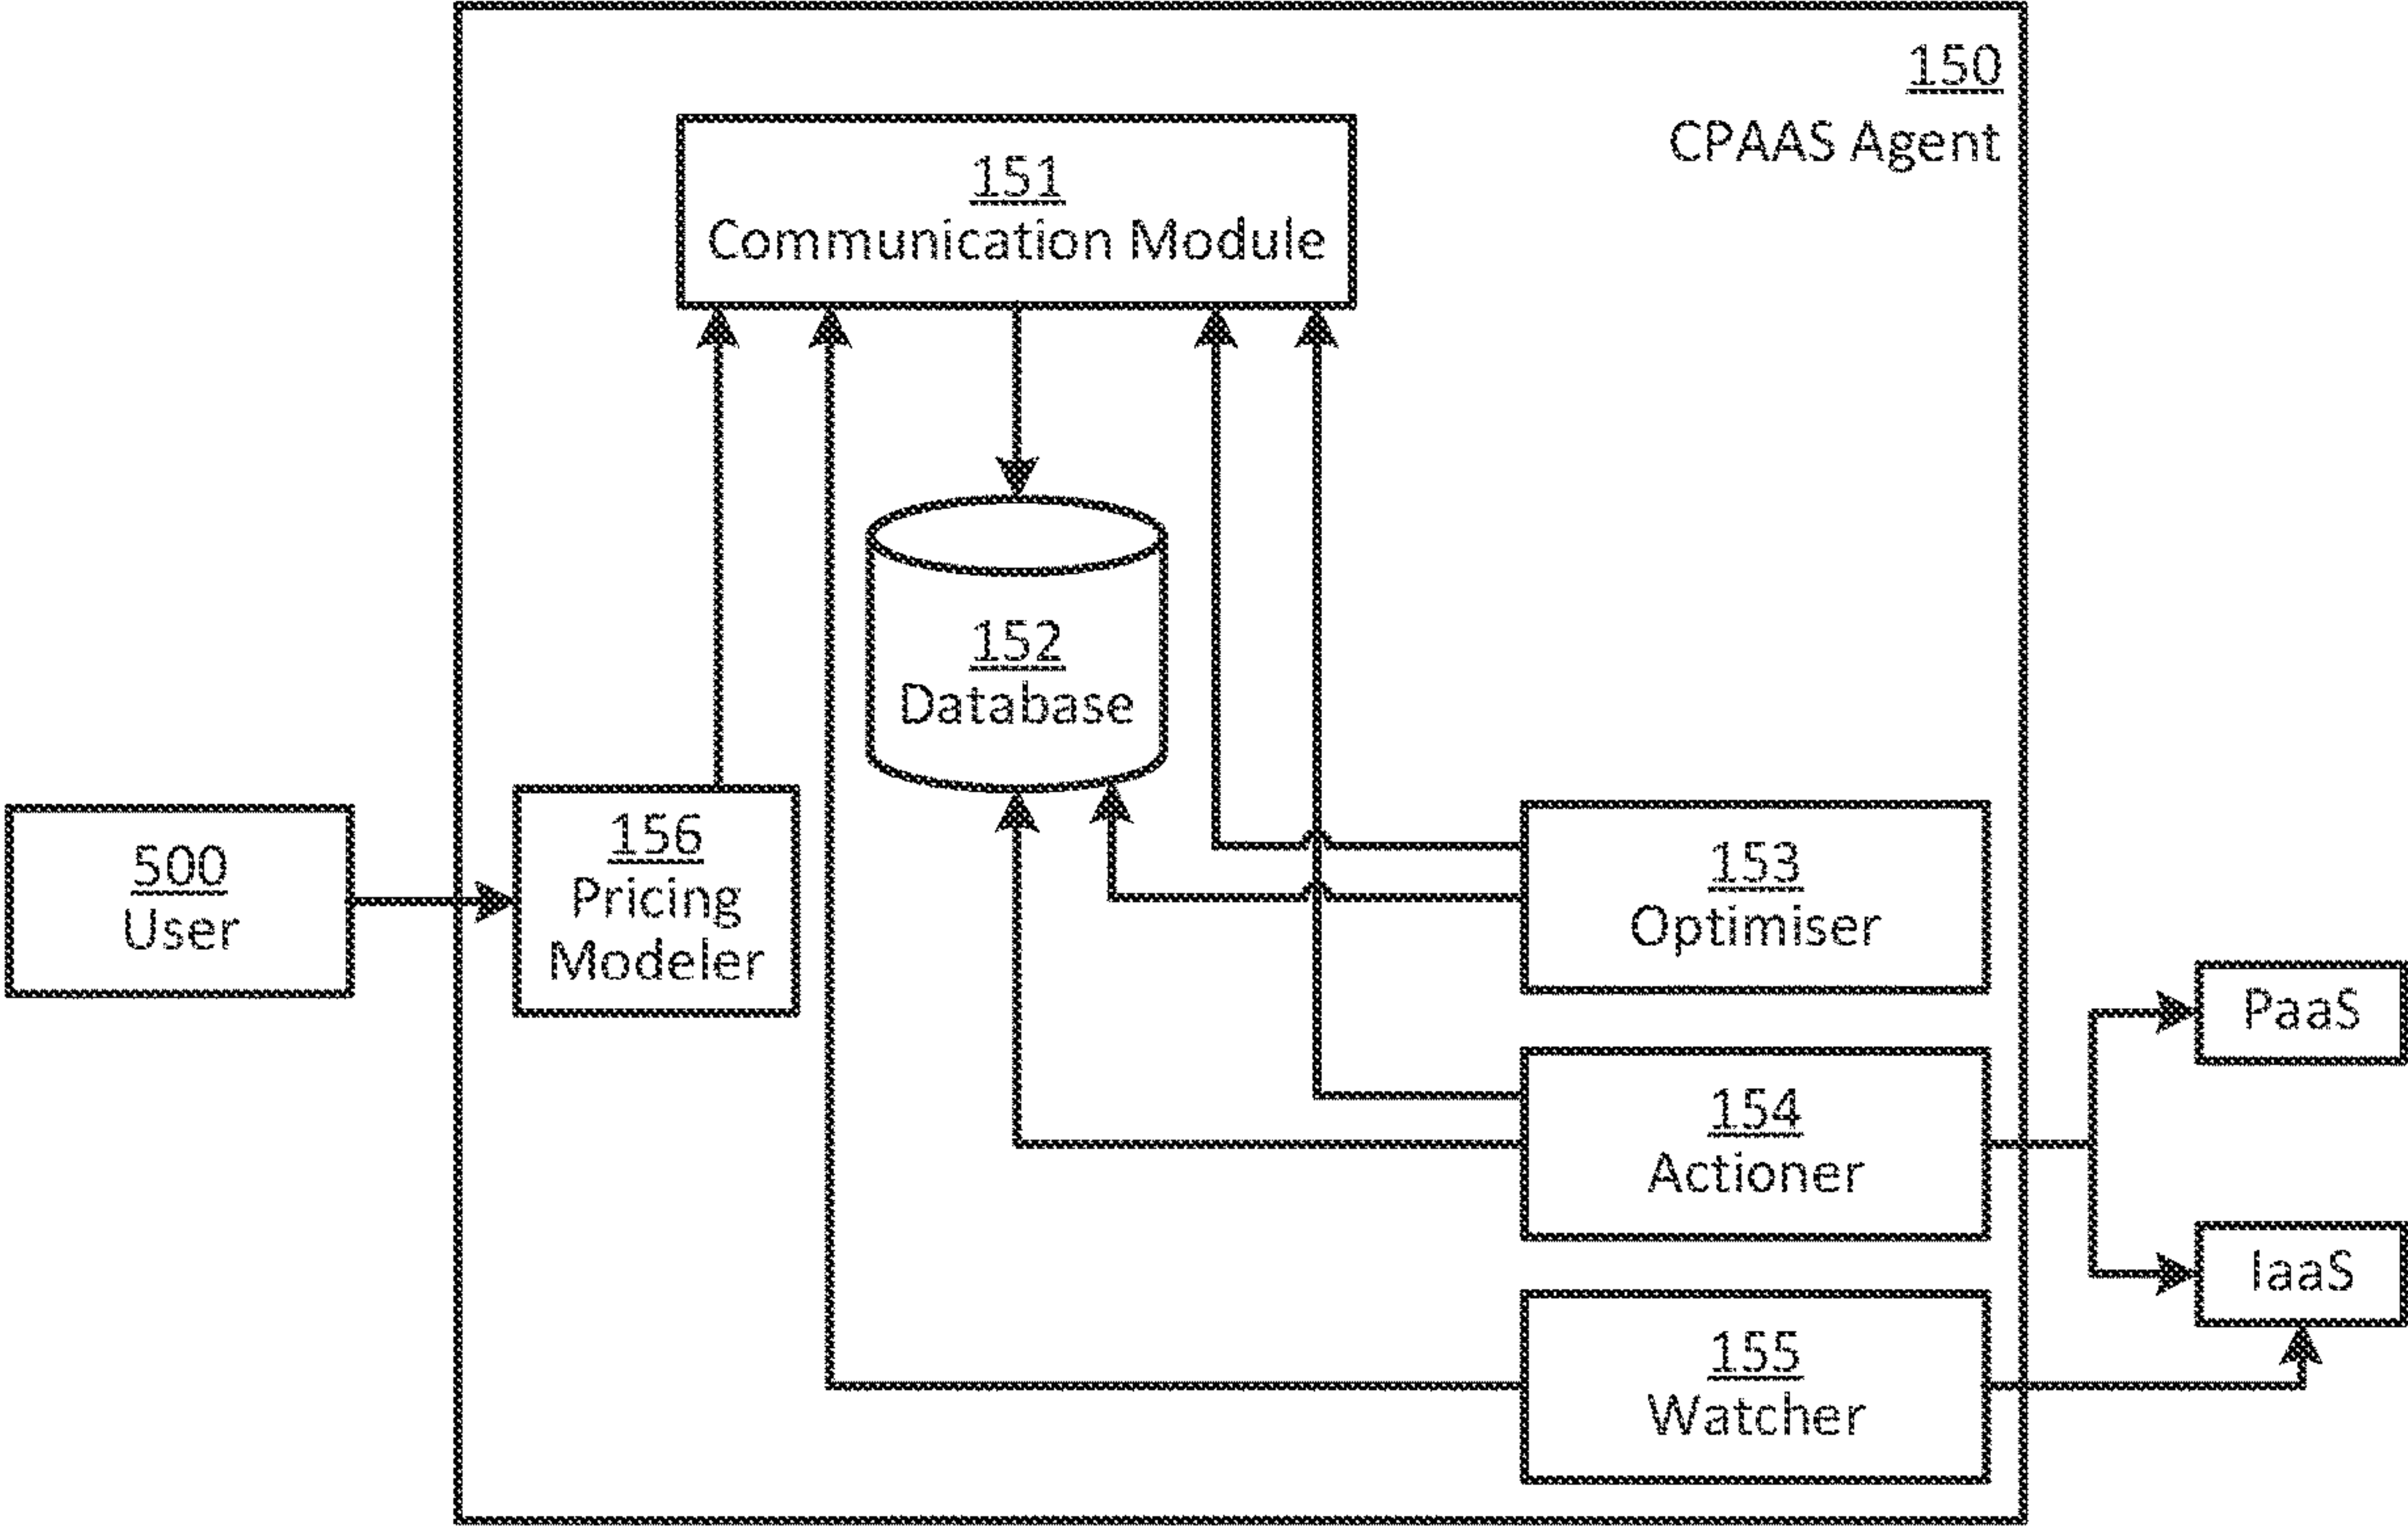 150
CPAAS Agent
151
Communication Module
152
Database
500
User
156
Pricing
Modeler
153
Optimiser
154
Actioner
155
Watcher
PaaS
IaaS